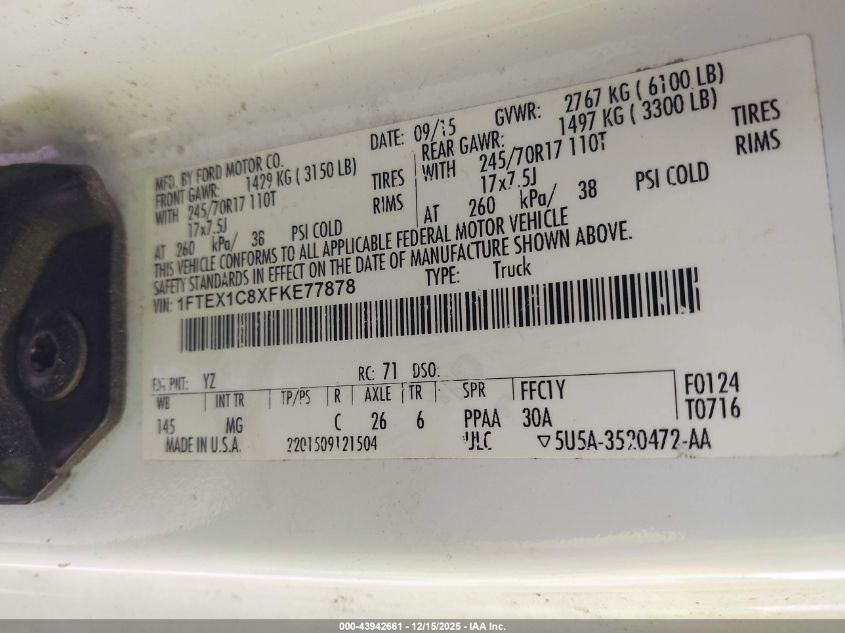 MFD. BY FORD MOTOR CO.
DATE: 09/15
GVWR: 2767 KG ( 6100 LB)
FRONT GAWR: 1429 KG ( 3150 LB)
REAR GAWR: 1497 KG ( 3300 LB)
WITH 245/70R17 110T TIRES
WITH 245/70R17 110T TIRES
17x7.5J RIMS
17x7.5J RIMS
AT 260 kPa/ 38 PSI COLD
AT 260 kPa/ 38 PSI COLD
THIS VEHICLE CONFORMS TO ALL APPLICABLE FEDERAL MOTOR VEHICLE
SAFETY STANDARDS IN EFFECT ON THE DATE OF MANUFACTURE SHOWN ABOVE.
VIN: 1FTEX1C8XFKE77878
TYPE: Truck
PNT: YZ
RC: 71 DSO:
WB INT TR TP/PS R AXLE TR SPR FFC1Y F0124
145 MG C 26 6 PPAA 30A T0716
MADE IN U.S.A. 2201509121504 ▽5U5A-3520472-AA
000-43942661 - 12/15/2025 - IAA Inc.